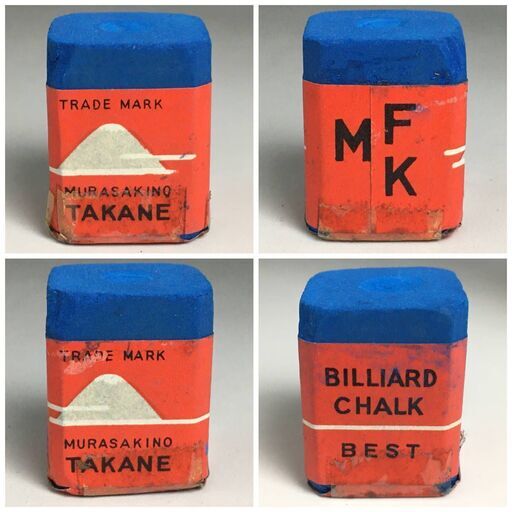 TRADE MARK
MURASAKINO
TAKANE
M F
K
TRADE MARK
MURASAKINO
TAKANE
BILLIARD
CHALK
BEST